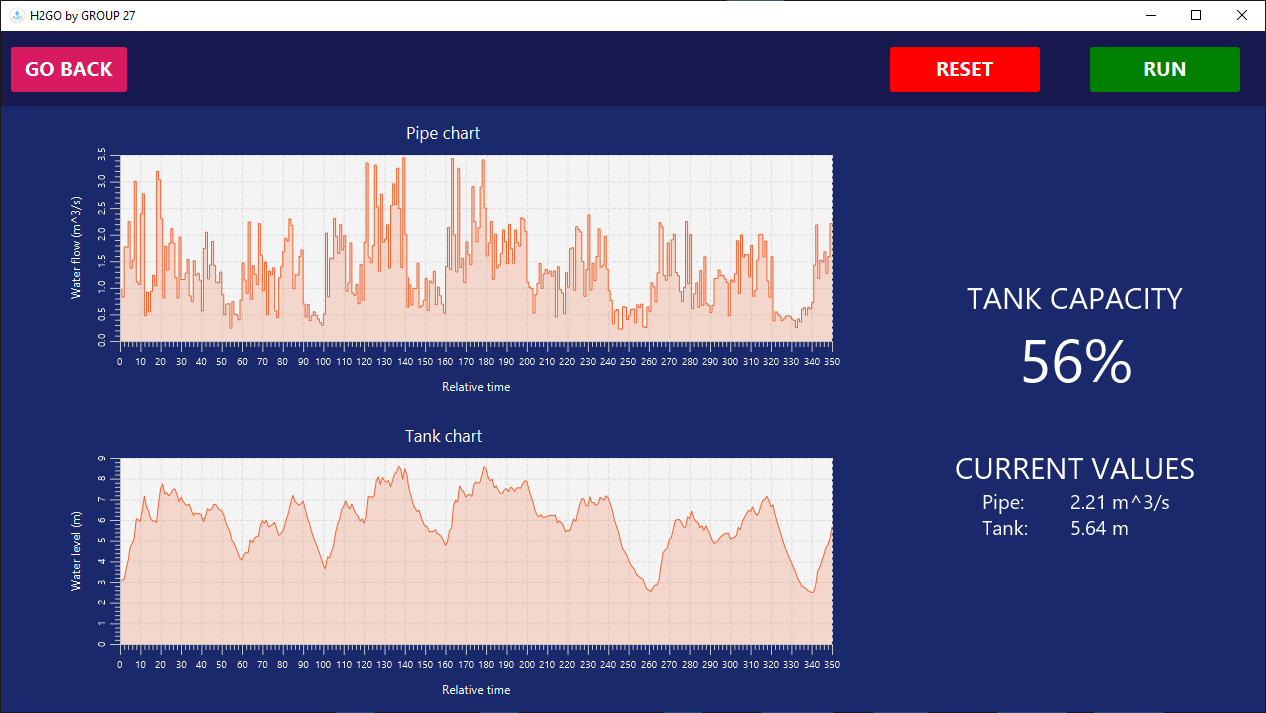 H2GO by GROUP 27
GO BACK
RESET
RUN
Pipe chart
Water flow (m^3/s)
3.5
3.0
2.5
2.0
1.5
1.0
0.5
0.0
0 10 20 30 40 50 60 70 80 90 100 110 120 130 140 150 160 170 180 190 200 210 220 230 240 250 260 270 280 290 300 310 320 330 340 350
Relative time
TANK CAPACITY
56%
Tank chart
Water level (m)
9
8
7
6
5
4
3
2
1
0
0 10 20 30 40 50 60 70 80 90 100 110 120 130 140 150 160 170 180 190 200 210 220 230 240 250 260 270 280 290 300 310 320 330 340 350
Relative time
CURRENT VALUES
Pipe: 2.21 m^3/s
Tank: 5.64 m